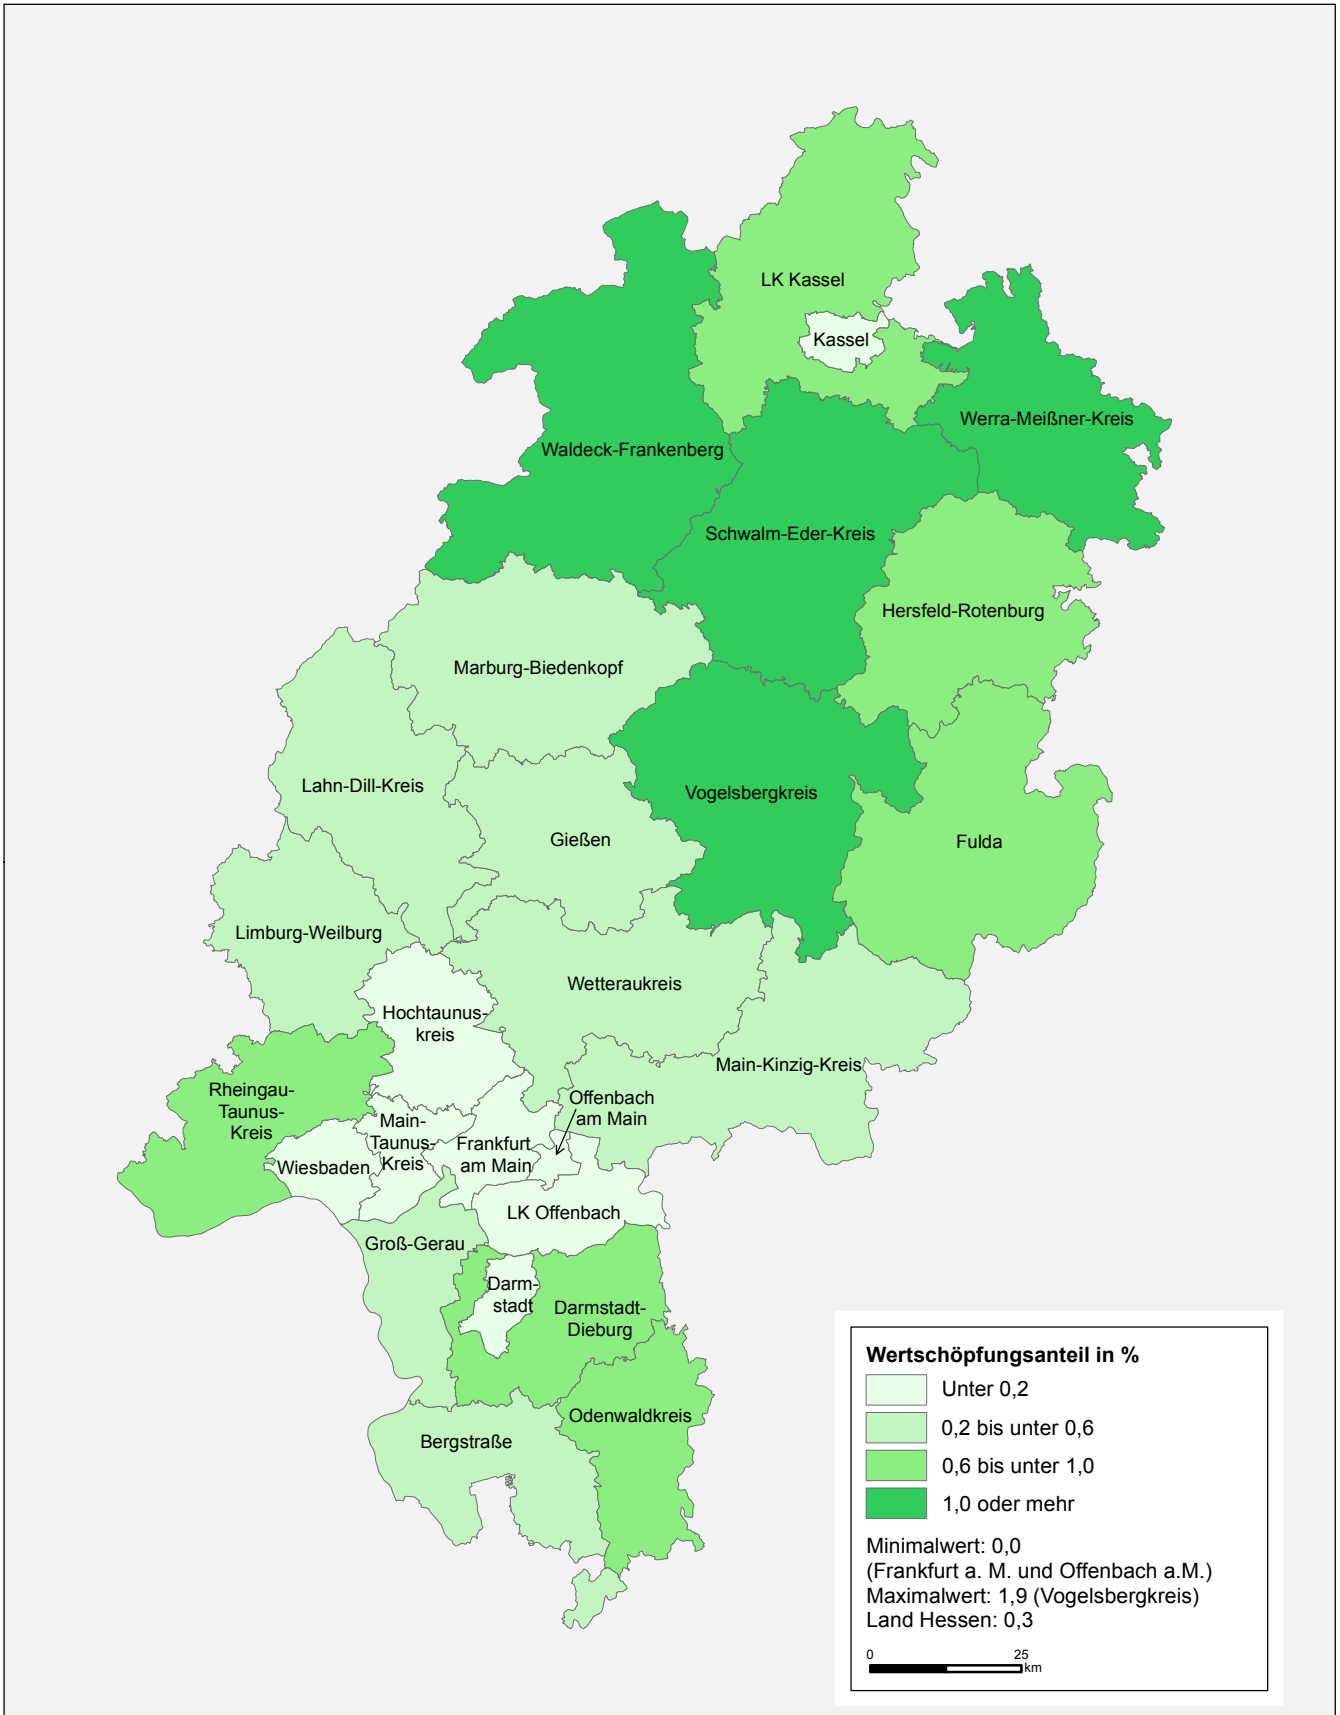 LK Kassel
Kassel
Werra-Meißner-Kreis
Waldeck-Frankenberg
Schwalm-Eder-Kreis
Hersfeld-Rotenburg
Marburg-Biedenkopf
Lahn-Dill-Kreis
Vogelsbergkreis
Gießen
Fulda
Limburg-Weilburg
Wetteraukreis
Hochtaunus-
kreis
Main-Kinzig-Kreis
Rheingau-
Taunus-
Kreis
Offenbach
am Main
Main-
Taunus-
Kreis
Frankfurt
am Main
Wiesbaden
LK Offenbach
Groß-Gerau
Darm-
stadt
Darmstadt-
Dieburg
Odenwaldkreis
Bergstraße
Wertschöpfungsanteil in %
Unter 0,2
0,2 bis unter 0,6
0,6 bis unter 1,0
1,0 oder mehr
Minimalwert: 0,0
(Frankfurt a. M. und Offenbach a.M.)
Maximalwert: 1,9 (Vogelsbergkreis)
Land Hessen: 0,3
0 25
km